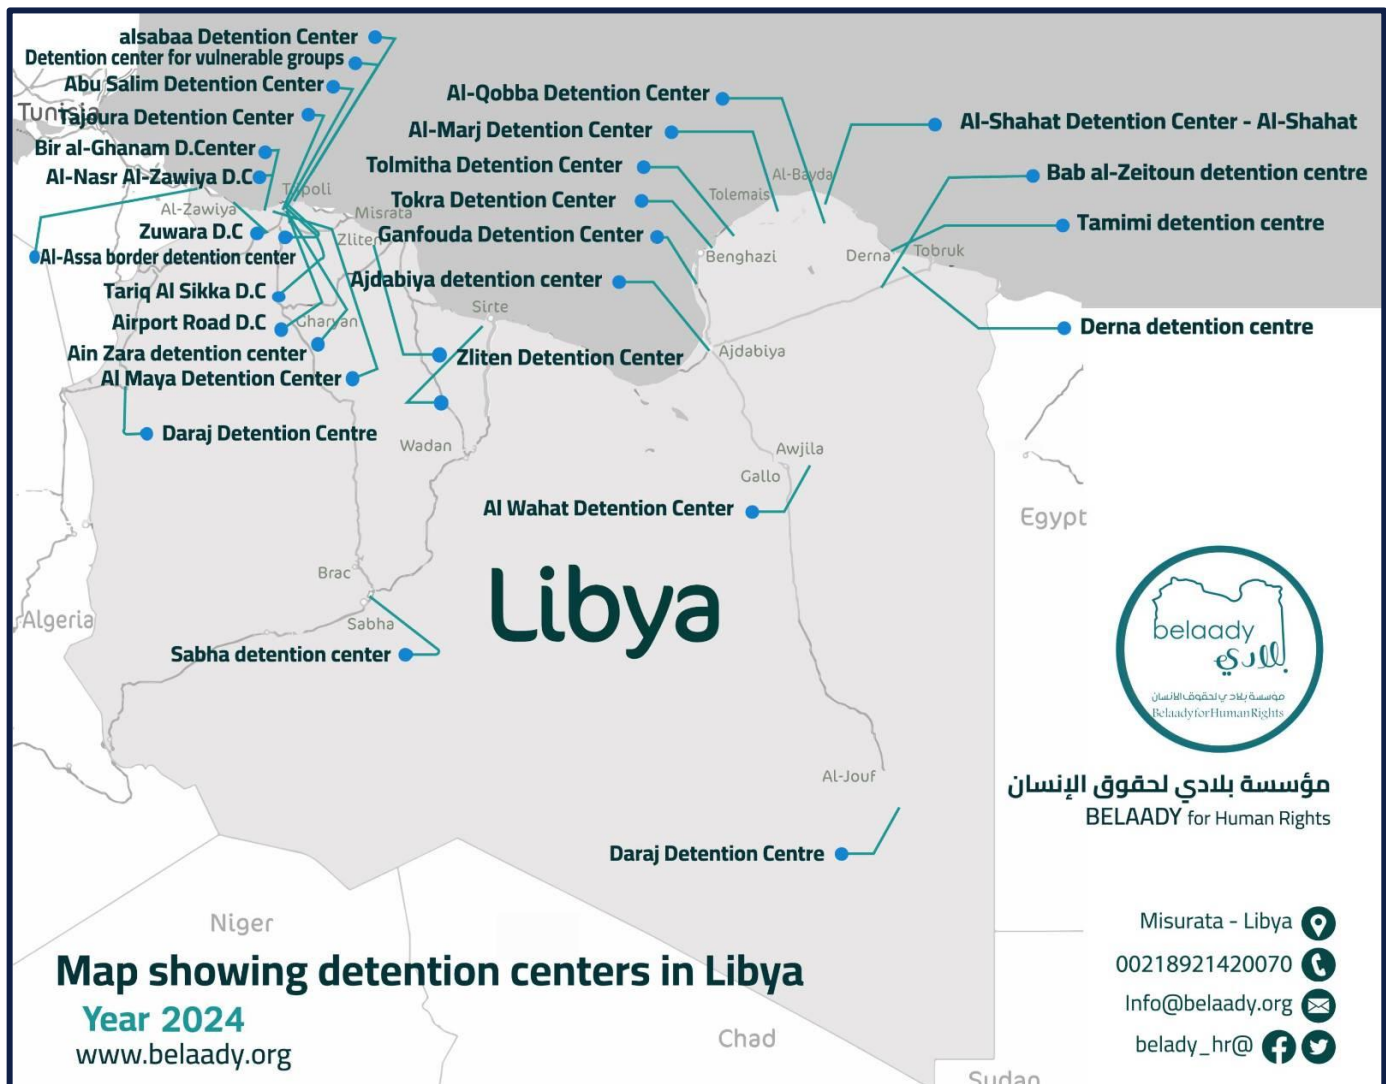 alsabaa Detention Center
Detention center for vulnerable groups
Abu Salim Detention Center
Tunisia
Tajoura Detention Center
Bir al-Ghanam D.Center
Al-Nasr Al-Zawiya D.C
Tripoli
Al-Zawiya
Misrata
Zuwara D.C
Zliten
Al-Assa border detention center
Tariq Al Sikka D.C
Airport Road D.C
Gharyan
Ain Zara detention center
Al Maya Detention Center
Daraj Detention Centre
Al-Qobba Detention Center
Al-Marj Detention Center
Tolmitha Detention Center
Tokra Detention Center
Ganfouda Detention Center
Ajdabiya detention center
Sirte
Zliten Detention Center
Wadan
Al-Bayda
Tolemais
Benghazi
Derna
Tobruk
Ajdabiya
Al-Shahat Detention Center - Al-Shahat
Bab al-Zeitoun detention centre
Tamimi detention centre
Derna detention centre
Awjila
Gallo
Al Wahat Detention Center
Egypt
Libya
Brac
Sabha
Algeria
Sabha detention center
Al-Jouf
Daraj Detention Centre
Niger
Chad
Sudan
Map showing detention centers in Libya
Year 2024
www.belaady.org
belaady
بلادي
مؤسسة بلادي لحقوق الإنسان
BelaadyforHumanRights
مؤسسة بلادي لحقوق الإنسان
BELAADY for Human Rights
Misurata - Libya
00218921420070
Info@belaady.org
belady_hr@